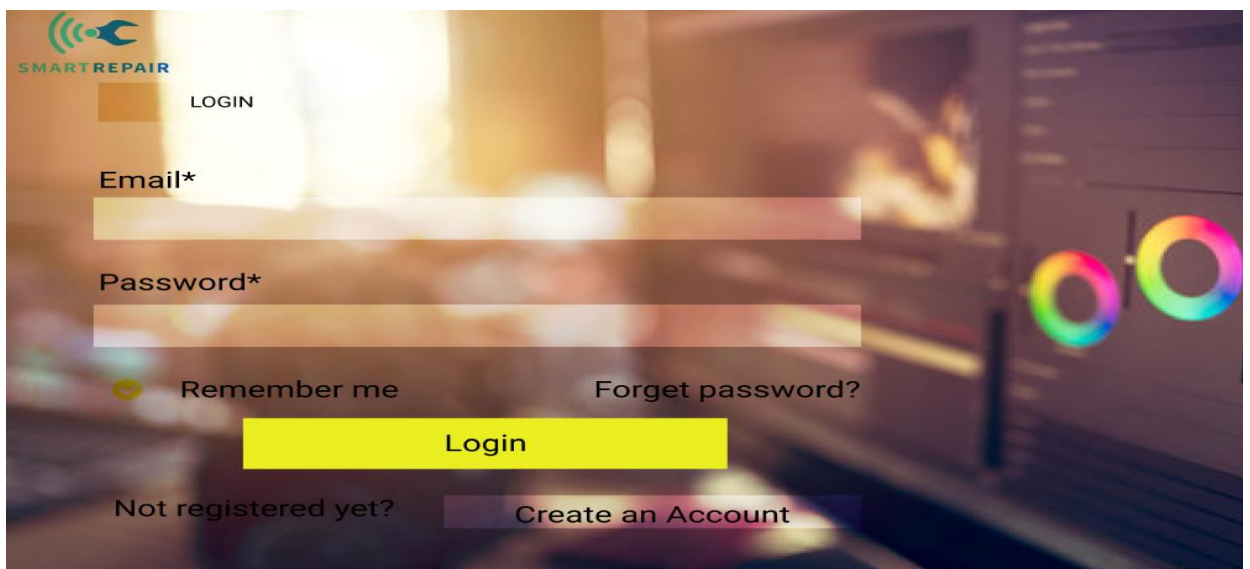 SMARTREPAIR
LOGIN
Email*
Password*
Remember me Forget password?
Login
Not registered yet? Create an Account